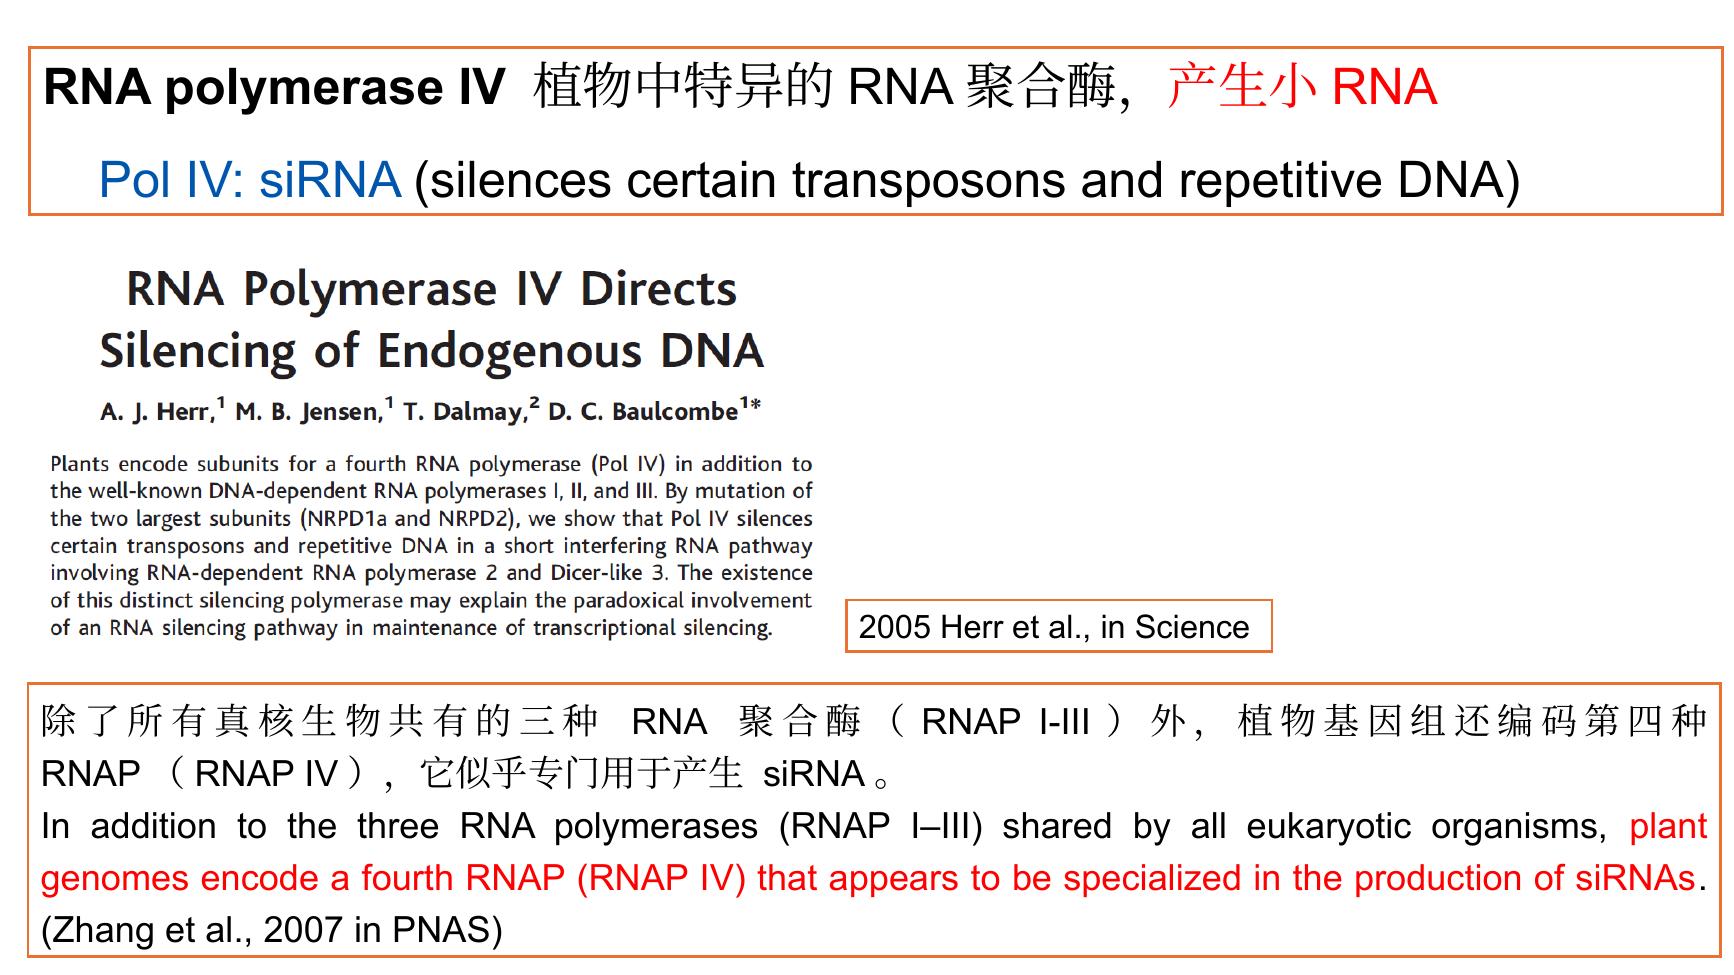 RNA polymerase IV 植物中特异的 RNA 聚合酶，产生小 RNA
Pol IV: siRNA (silences certain transposons and repetitive DNA)
RNA Polymerase IV Directs
Silencing of Endogenous DNA
A. J. Herr,¹ M. B. Jensen,¹ T. Dalmay,² D. C. Baulcombe¹*
Plants encode subunits for a fourth RNA polymerase (Pol IV) in addition to
the well-known DNA-dependent RNA polymerases I, II, and III. By mutation of
the two largest subunits (NRPD1a and NRPD2), we show that Pol IV silences
certain transposons and repetitive DNA in a short interfering RNA pathway
involving RNA-dependent RNA polymerase 2 and Dicer-like 3. The existence
of this distinct silencing polymerase may explain the paradoxical involvement
of an RNA silencing pathway in maintenance of transcriptional silencing.
2005 Herr et al., in Science
除了所有真核生物共有的三种 RNA 聚合酶（RNAP I-III）外，植物基因组还编码第四种
RNAP（RNAP IV），它似乎专门用于产生 siRNA。
In addition to the three RNA polymerases (RNAP I–III) shared by all eukaryotic organisms, plant
genomes encode a fourth RNAP (RNAP IV) that appears to be specialized in the production of siRNAs.
(Zhang et al., 2007 in PNAS)